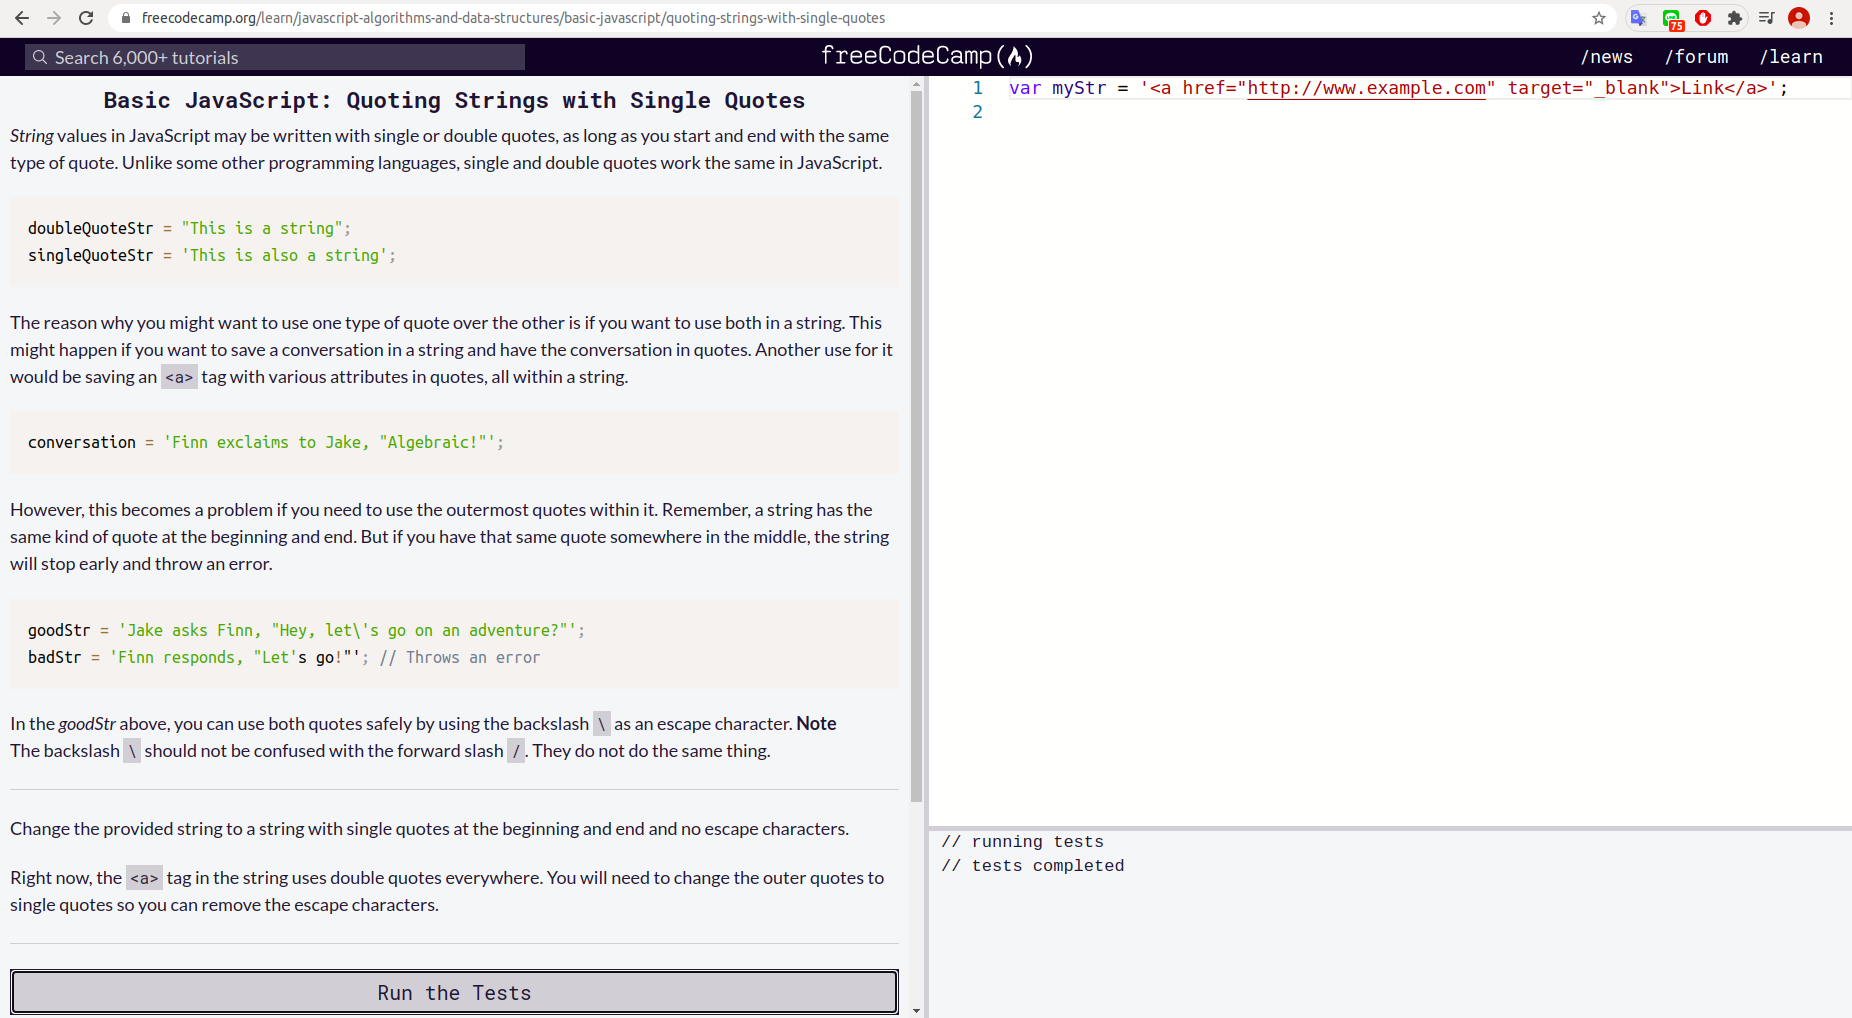 freecodecamp.org/learn/javascript-algorithms-and-data-structures/basic-javascript/quoting-strings-with-single-quotes
75
Search 6,000+ tutorials
freeCodeCamp
/news
/forum
/learn
Basic JavaScript: Quoting Strings with Single Quotes
String values in JavaScript may be written with single or double quotes, as long as you start and end with the same
type of quote. Unlike some other programming languages, single and double quotes work the same in JavaScript.
doubleQuoteStr = "This is a string";
singleQuoteStr = 'This is also a string';
The reason why you might want to use one type of quote over the other is if you want to use both in a string. This
might happen if you want to save a conversation in a string and have the conversation in quotes. Another use for it
would be saving an <a> tag with various attributes in quotes, all within a string.
conversation = 'Finn exclaims to Jake, "Algebraic!"';
However, this becomes a problem if you need to use the outermost quotes within it. Remember, a string has the
same kind of quote at the beginning and end. But if you have that same quote somewhere in the middle, the string
will stop early and throw an error.
goodStr = 'Jake asks Finn, "Hey, let\'s go on an adventure?"';
badStr = 'Finn responds, "Let's go!"'; // Throws an error
In the goodStr above, you can use both quotes safely by using the backslash \ as an escape character. Note
The backslash \ should not be confused with the forward slash /. They do not do the same thing.
Change the provided string to a string with single quotes at the beginning and end and no escape characters.
Right now, the <a> tag in the string uses double quotes everywhere. You will need to change the outer quotes to
single quotes so you can remove the escape characters.
Run the Tests
1 var myStr = '<a href="http://www.example.com" target="_blank">Link</a>';
2
// running tests
// tests completed